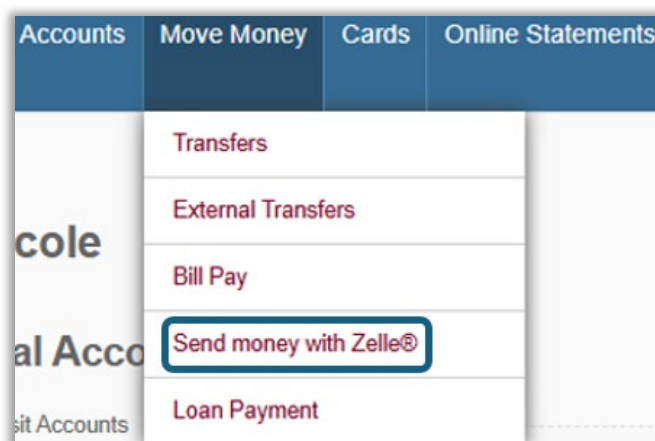 Accounts Move Money Cards Online Statements
Transfers
External Transfers
cole
Bill Pay
Send money with Zelle®
al Acco
Loan Payment
sit Accounts